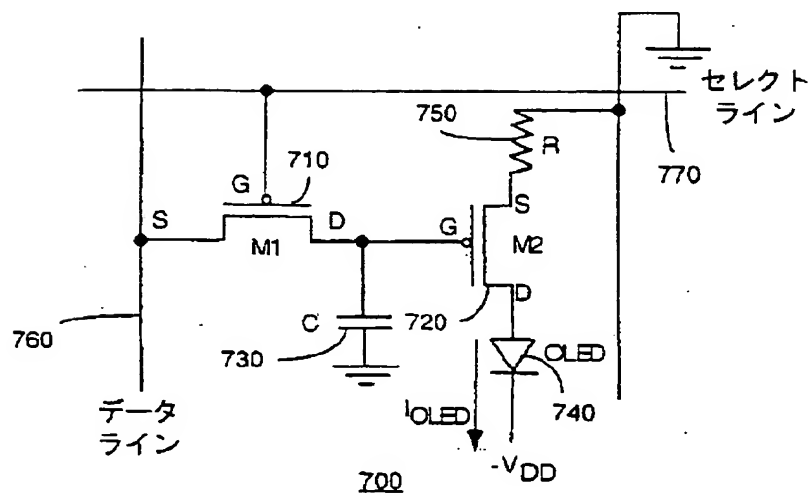 セレクト
ライン
750
R
770
710
G
S
D
M1
G
S
M2
D
760
C
730
720
OLED
740
IOLED
データ
ライン
-VDD
700